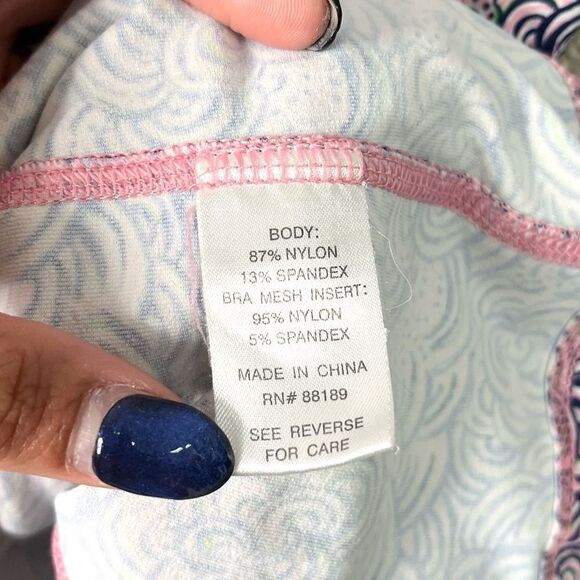 BODY:
87% NYLON
13% SPANDEX
BRA MESH INSERT:
95% NYLON
5% SPANDEX
MADE IN CHINA
RN# 88189
SEE REVERSE
FOR CARE